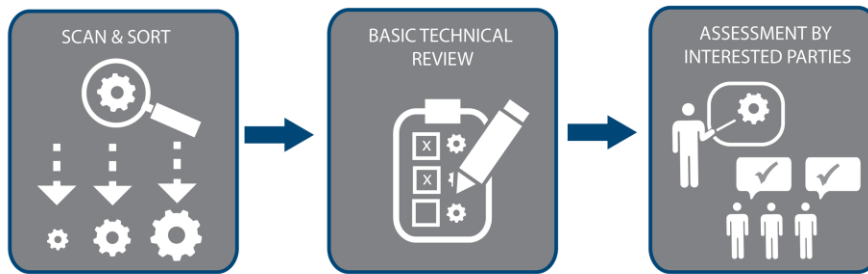 SCAN & SORT
BASIC TECHNICAL
REVIEW
ASSESSMENT BY
INTERESTED PARTIES
X
X